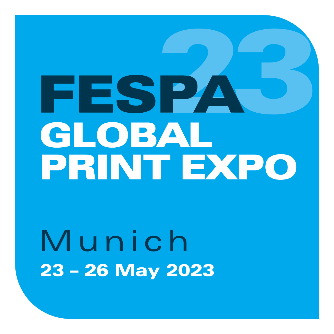 23
FESPA
GLOBAL
PRINT EXPO
Munich
23 – 26 May 2023